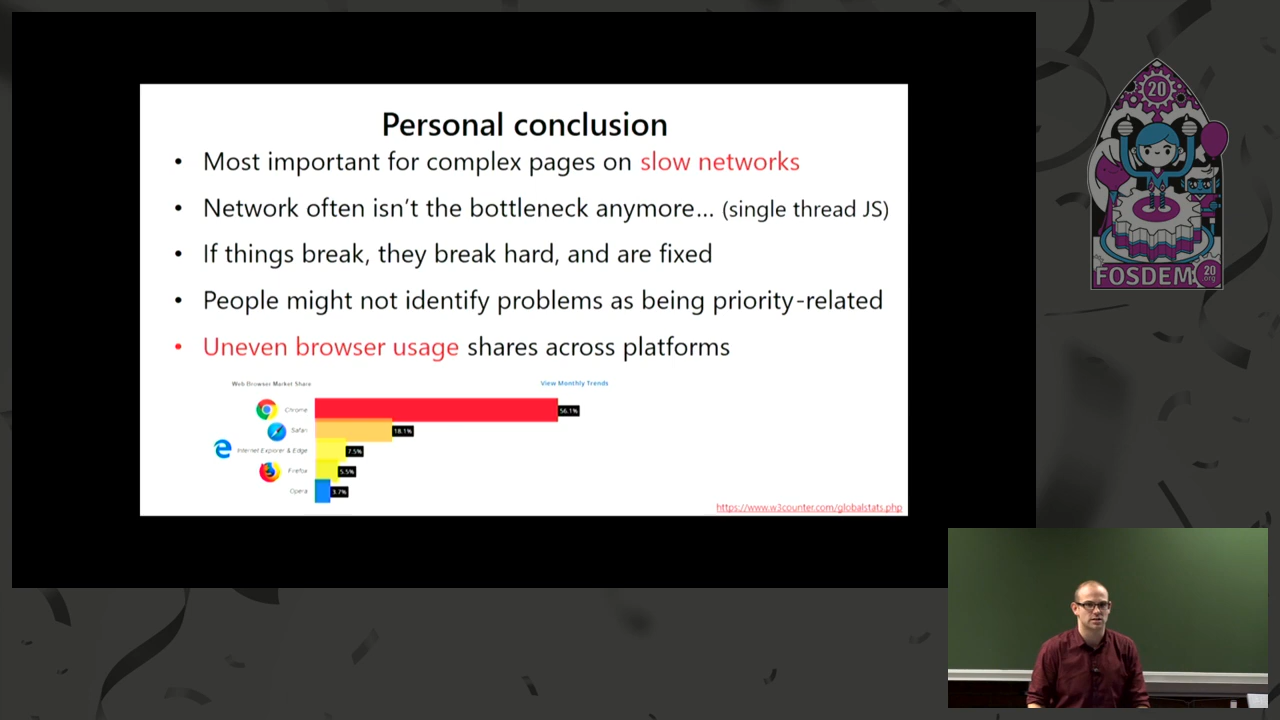 Personal conclusion
• Most important for complex pages on slow networks
• Network often isn't the bottleneck anymore... (single thread JS)
• If things break, they break hard, and are fixed
• People might not identify problems as being priority-related
• Uneven browser usage shares across platforms
Web Browser Market Share
View Monthly Trends
Chrome 56.1%
Safari 18.1%
Internet Explorer & Edge 7.5%
Firefox 5.5%
Opera 3.7%
https://www.w3counter.com/globalstats.php
20
FOSDEM
20
.org